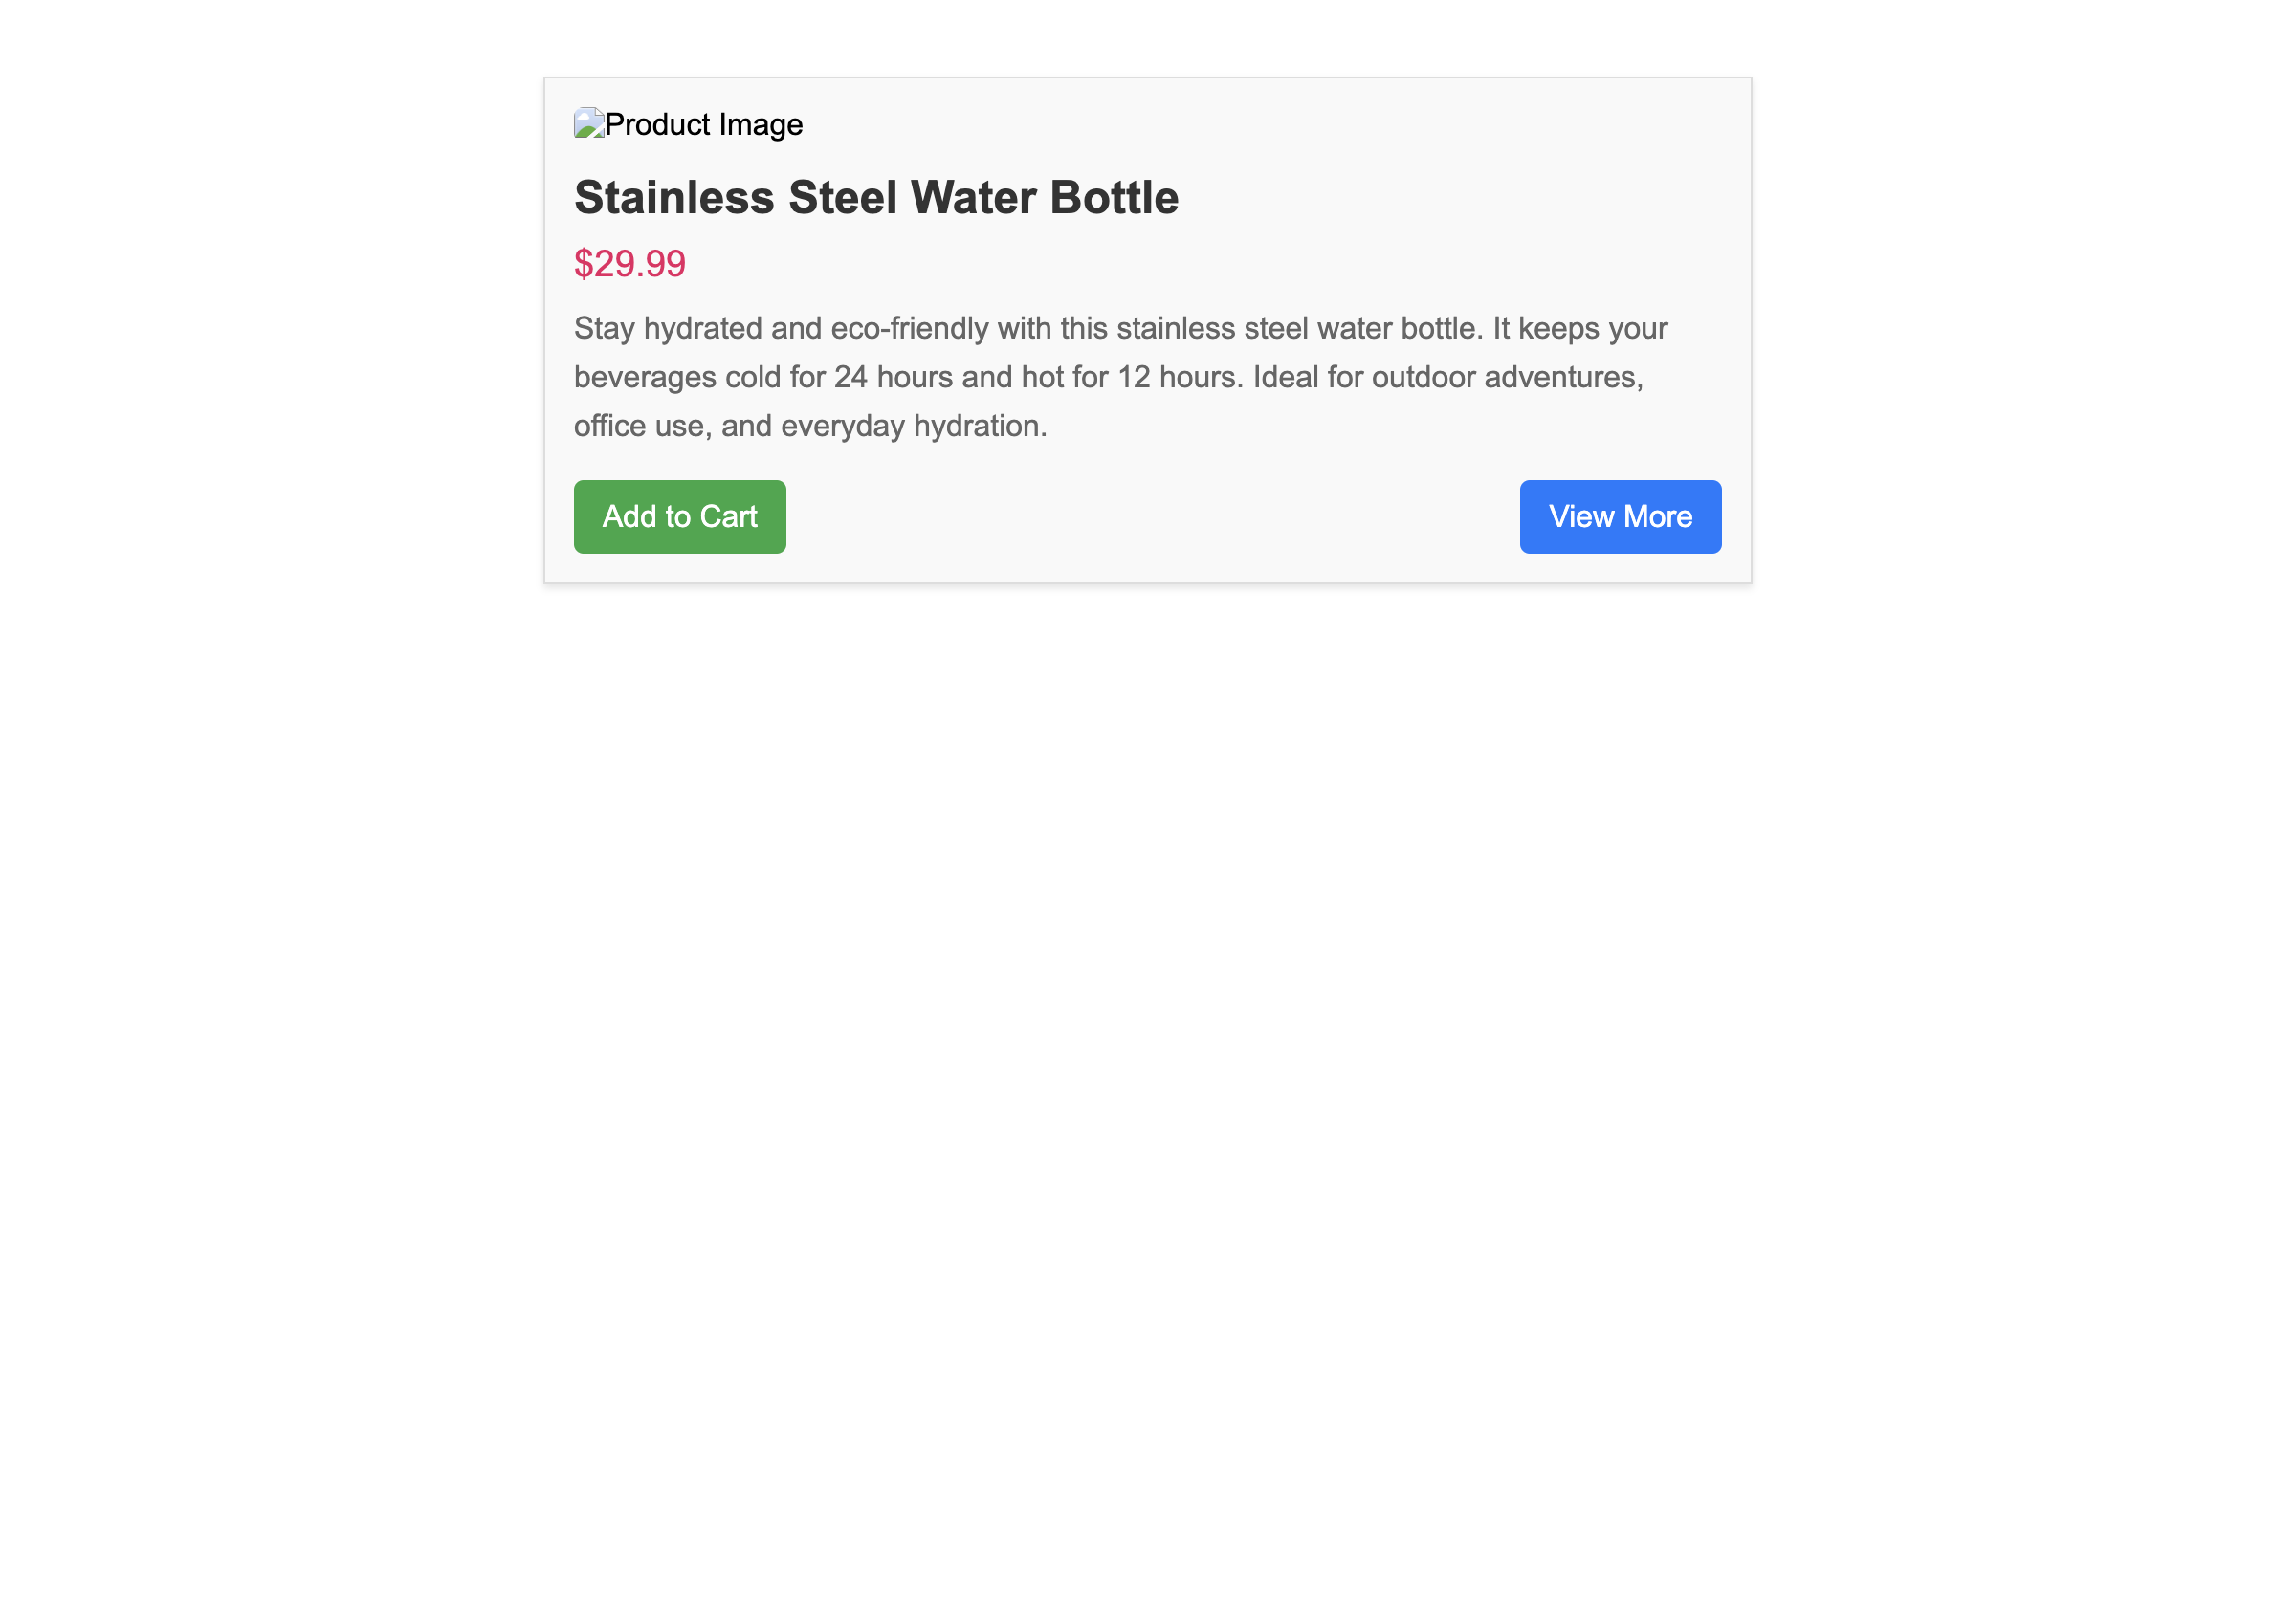 Product Image
Stainless Steel Water Bottle
$29.99
Stay hydrated and eco-friendly with this stainless steel water bottle. It keeps your
beverages cold for 24 hours and hot for 12 hours. Ideal for outdoor adventures,
office use, and everyday hydration.
Add to Cart
View More